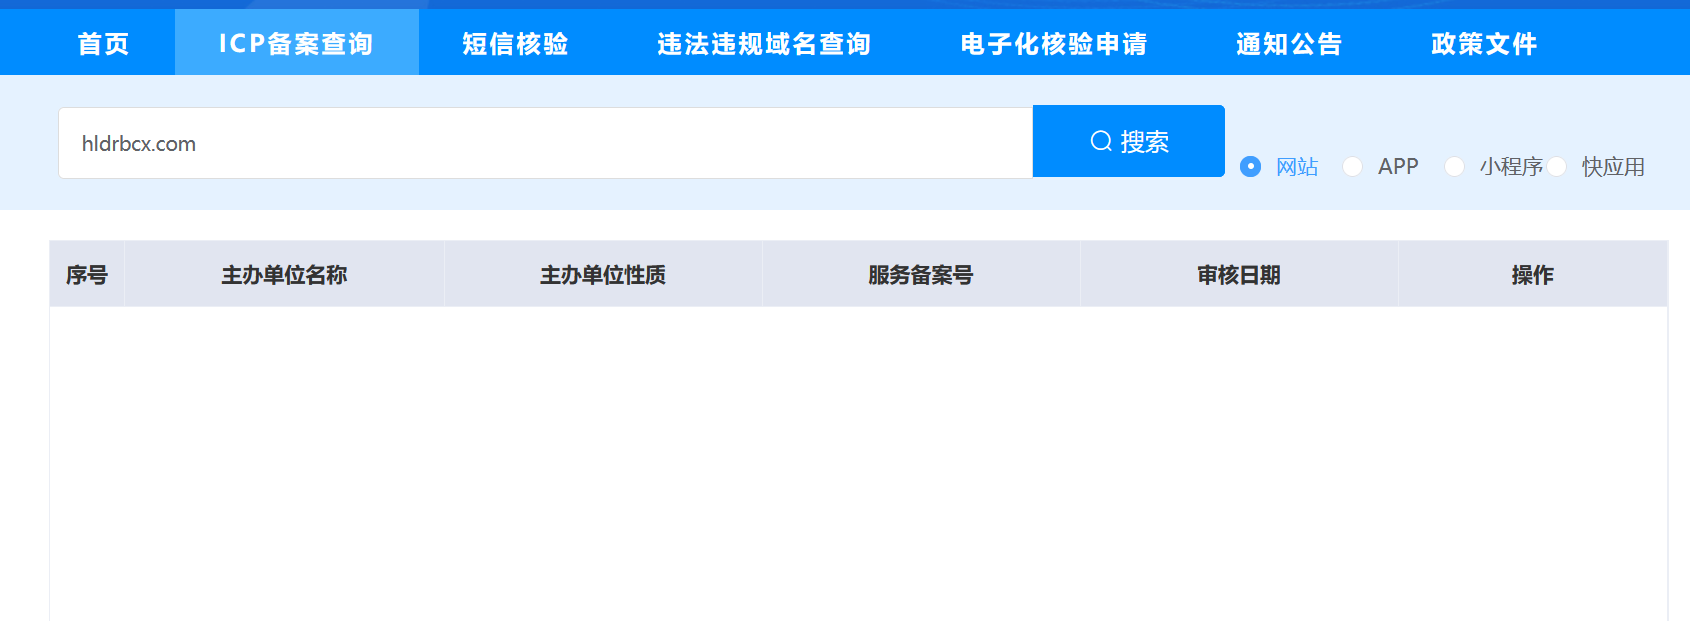 首页 ICP备案查询 短信核验 违法违规域名查询 电子化核验申请 通知公告 政策文件
hldrbcx.com 搜索
网站 APP 小程序 快应用
序号 主办单位名称 主办单位性质 服务备案号 审核日期 操作